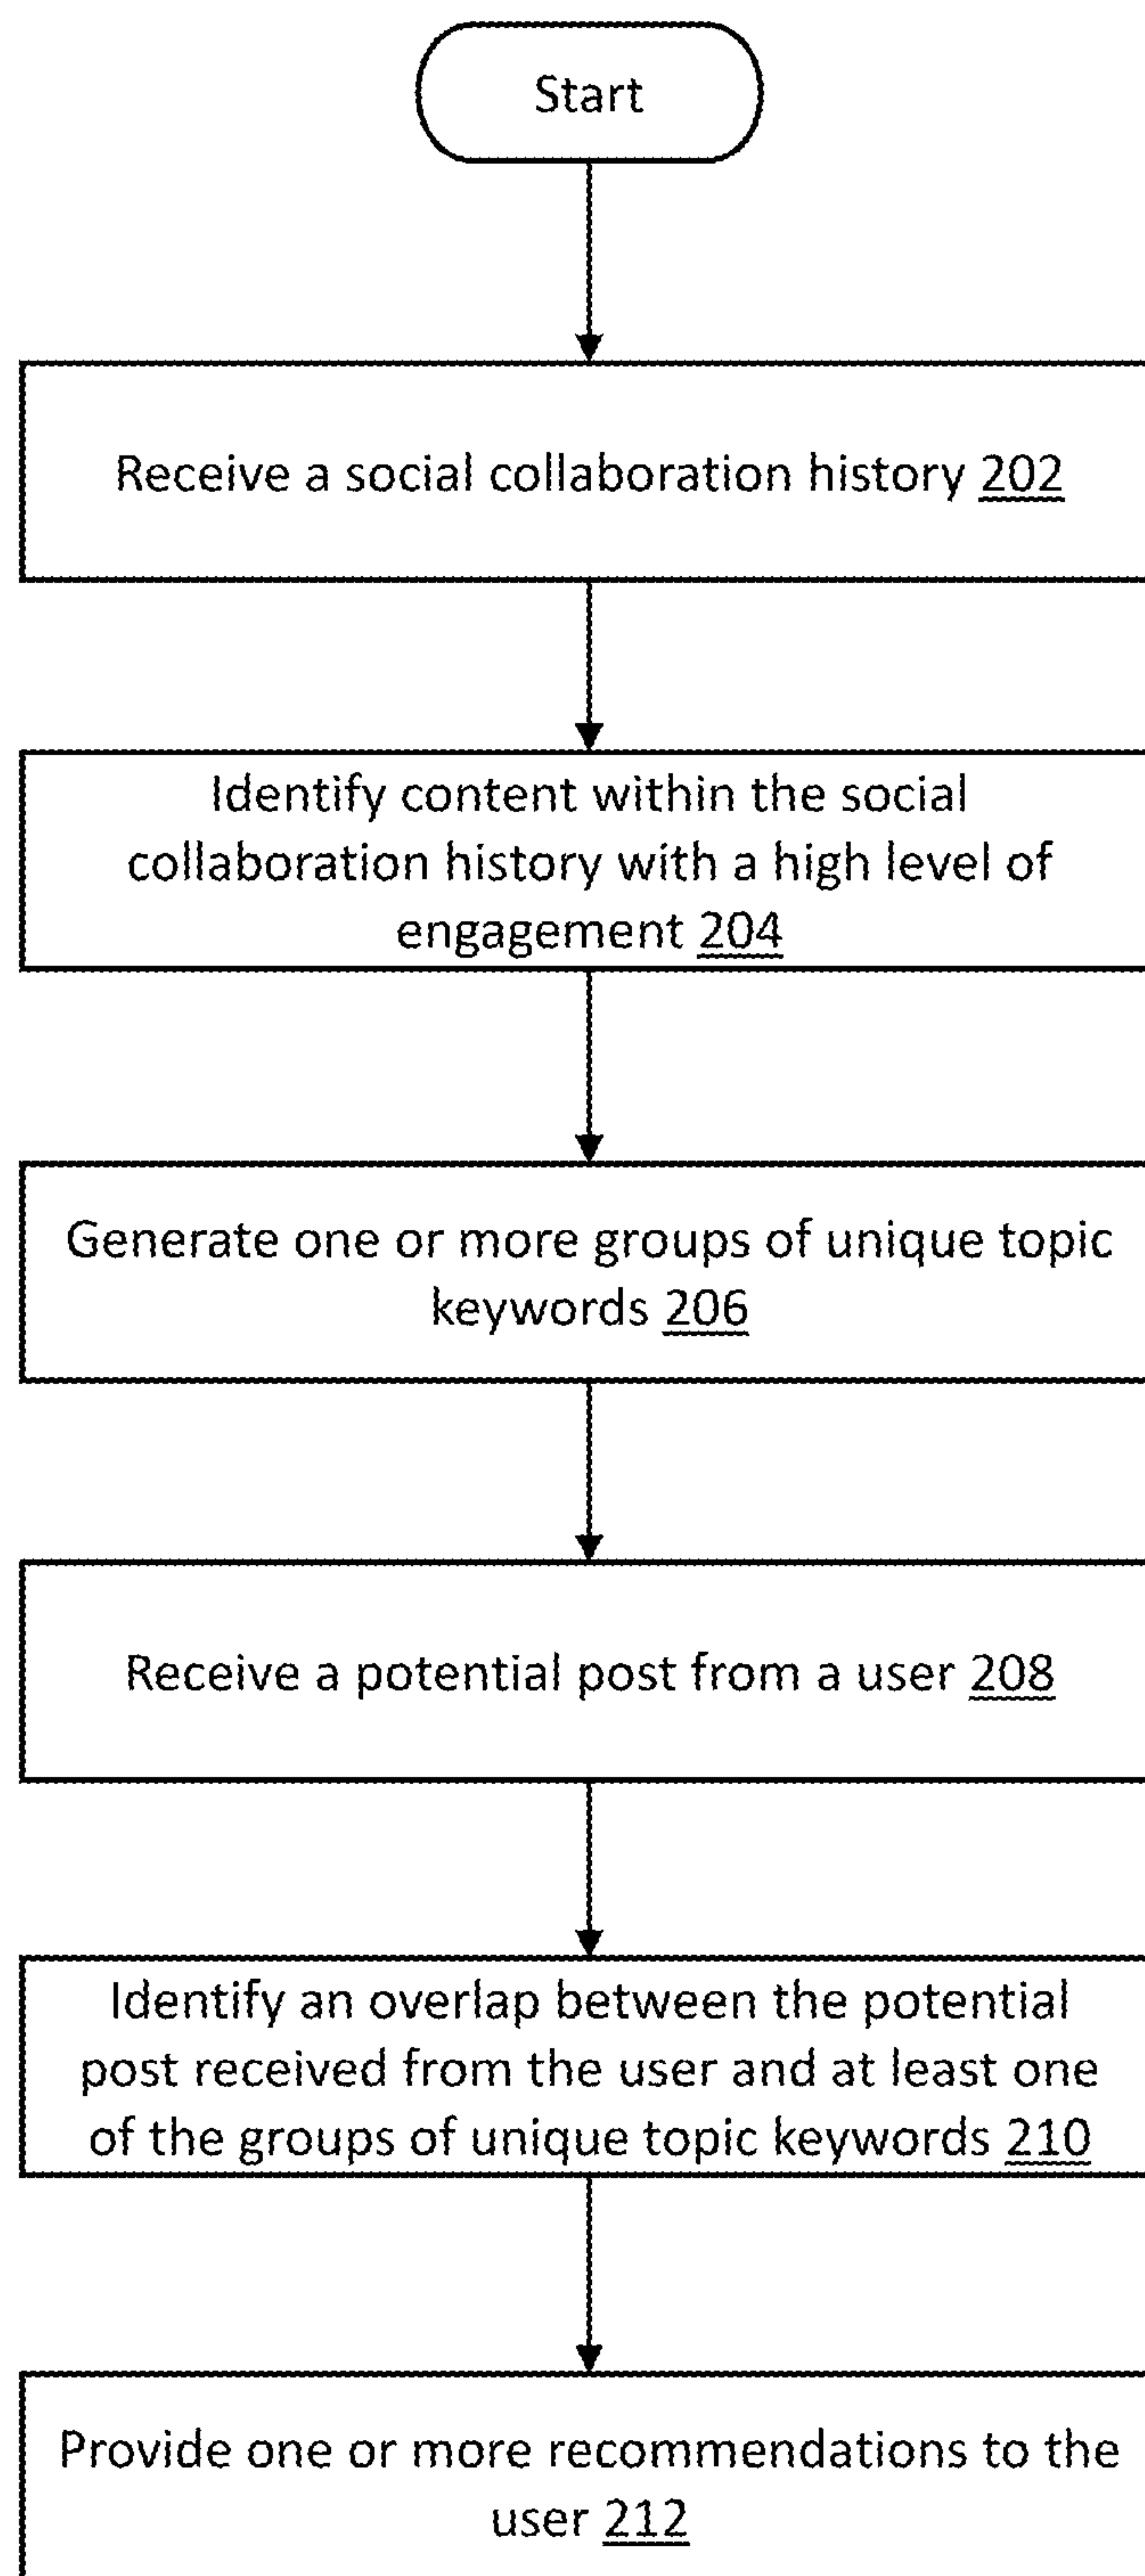 Start
Receive a social collaboration history 202
Identify content within the social
collaboration history with a high level of
engagement 204
Generate one or more groups of unique topic
keywords 206
Receive a potential post from a user 208
Identify an overlap between the potential
post received from the user and at least one
of the groups of unique topic keywords 210
Provide one or more recommendations to the
user 212